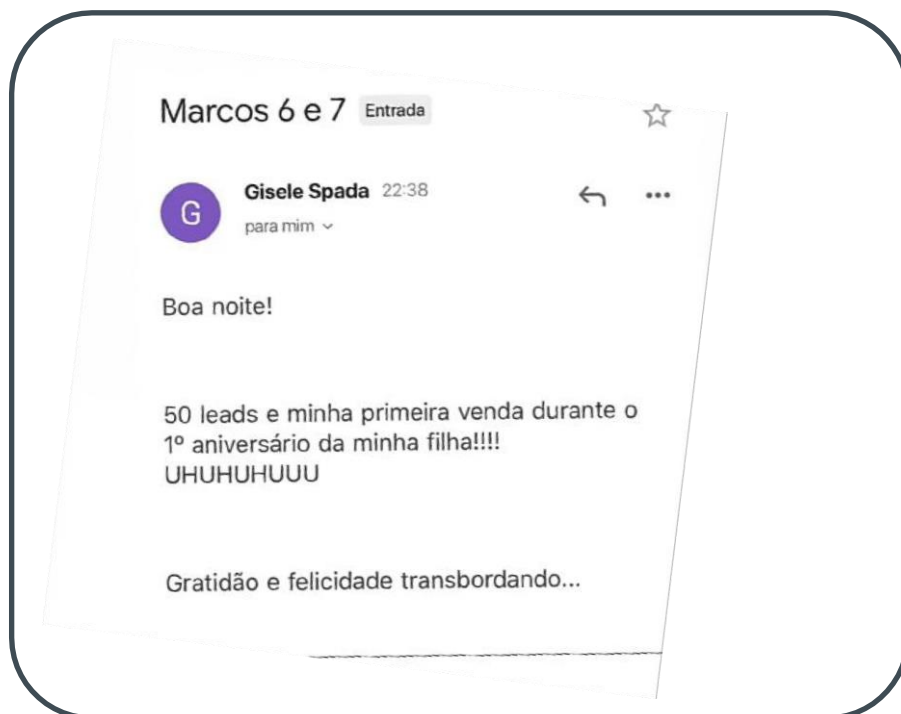 Marcos 6 e 7 Entrada
G
Gisele Spada 22:38
para mim
Boa noite!
50 leads e minha primeira venda durante o
1º aniversário da minha filha!!!!
UHUHUHUUU
Gratidão e felicidade transbordando...